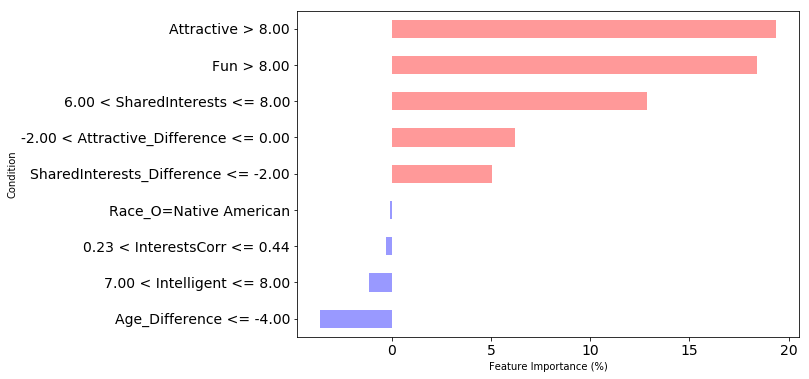 Attractive > 8.00
Fun > 8.00
6.00 < SharedInterests <= 8.00
-2.00 < Attractive_Difference <= 0.00
SharedInterests_Difference <= -2.00
Race_O=Native American
0.23 < InterestsCorr <= 0.44
7.00 < Intelligent <= 8.00
Age_Difference <= -4.00
Condition
0 5 10 15 20
Feature Importance (%)